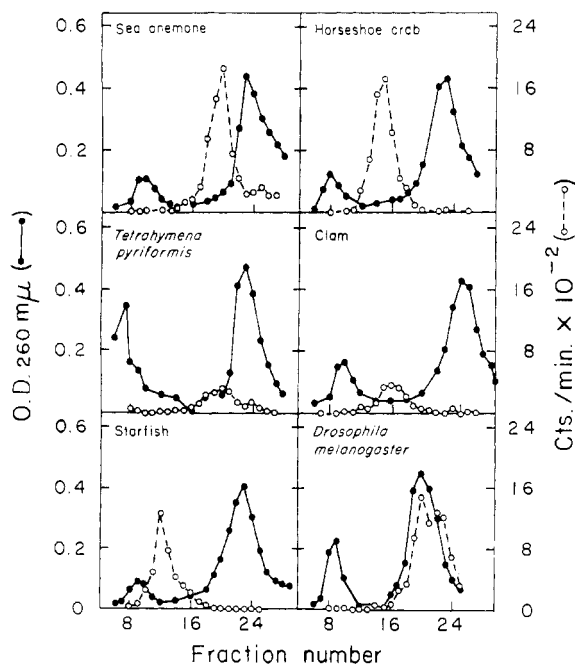 Sea anemone
Horseshoe crab
Tetrahymena pyriformis
Clam
Starfish
Drosophila melanogaster
0.6
0.4
0.2
0.6
0.4
0.2
0.6
0.4
0.2
0
24
16
8
24
16
8
24
16
8
0
8 16 24
8 16 24
O.D. 260 mμ
Cts./min. × 10⁻²
Fraction number